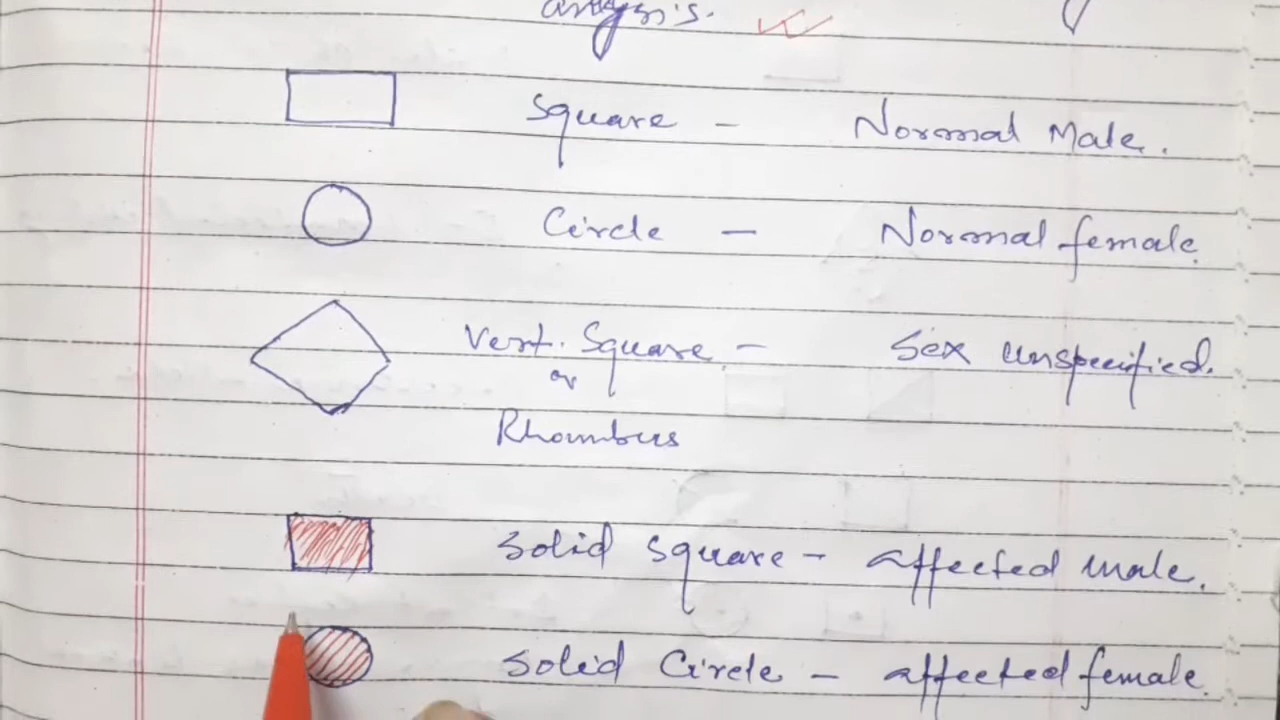 analysis.
Square - Normal Male.
Circle - Normal female.
Vert. Square - Sex unspecified.
or
Rhombus
Solid square - affected male.
Solid Circle - affected female.